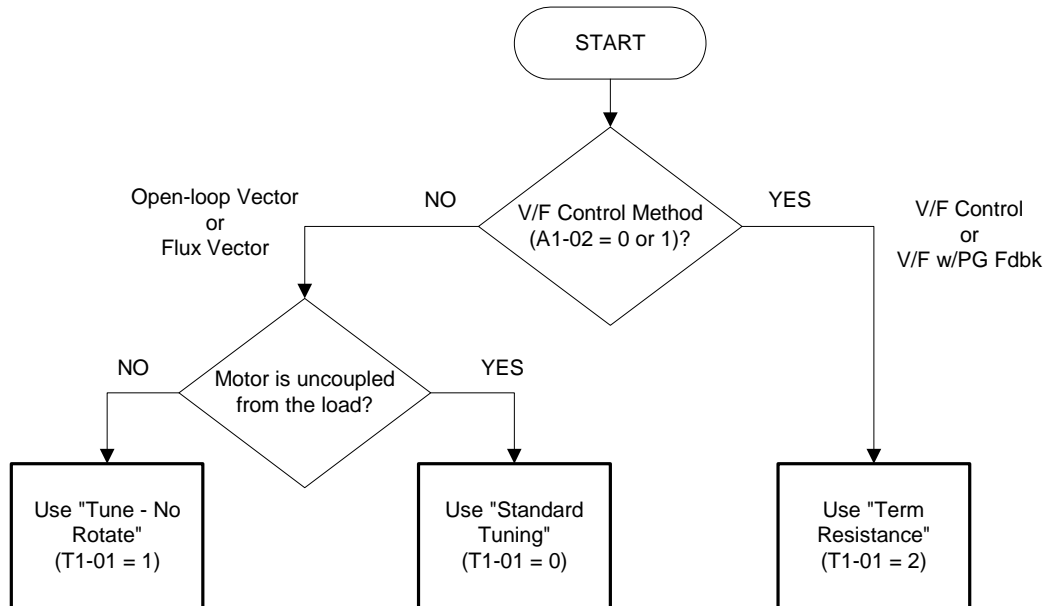 START
V/F Control Method
(A1-02 = 0 or 1)?
NO
YES
Open-loop Vector
or
Flux Vector
V/F Control
or
V/F w/PG Fdbk
Motor is uncoupled
from the load?
NO
YES
Use "Tune - No
Rotate"
(T1-01 = 1)
Use "Standard
Tuning"
(T1-01 = 0)
Use "Term
Resistance"
(T1-01 = 2)